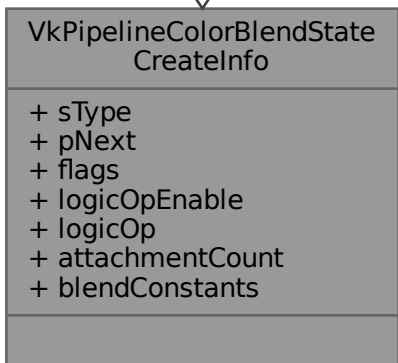 VkPipelineColorBlendState
CreateInfo
+ sType
+ pNext
+ flags
+ logicOpEnable
+ logicOp
+ attachmentCount
+ blendConstants